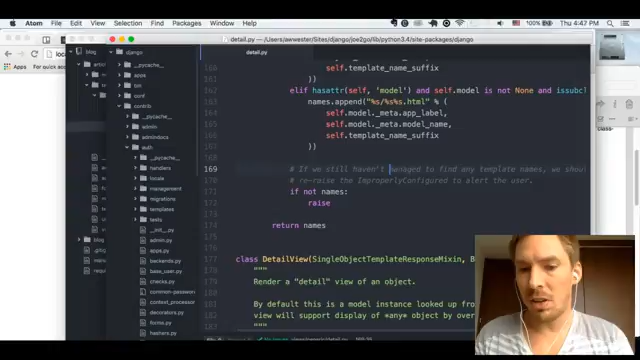 Atom File Edit View Selection Find Packages Window Help
Thu Apr 7 4:47 PM
detail.py — /Users/awwester/Sites/django/joe2go/lib/python3.4/site-packages/django
blog
django
detail.py
__pycache__
apps
bin
conf
contrib
__pycache__
admin
admindocs
auth
__pycache__
handlers
locale
management
migrations
templates
tests
__init__.py
admin.py
apps.py
backends.py
base_user.py
checks.py
common-password
context_processor
decorators.py
forms.py
hashers.py
160 self.template_name_suffix
161 ))
162 elif hasattr(self, 'model') and self.model is not None and issubc
163 names.append("%s/%s%s.html" % (
164 self.model._meta.app_label,
165 self.model._meta.model_name,
166 self.template_name_suffix
167 ))
168
169 # If we still haven't managed to find any template names, we shou
170 # re-raise the ImproperlyConfigured to alert the user.
171 if not names:
172 raise
173
174 return names
175
176
177 class DetailView(SingleObjectTemplateResponseMixin, B
178 """
179 Render a "detail" view of an object.
180
181 By default this is a model instance looked up from
182 view will support display of *any* object by over
183 """